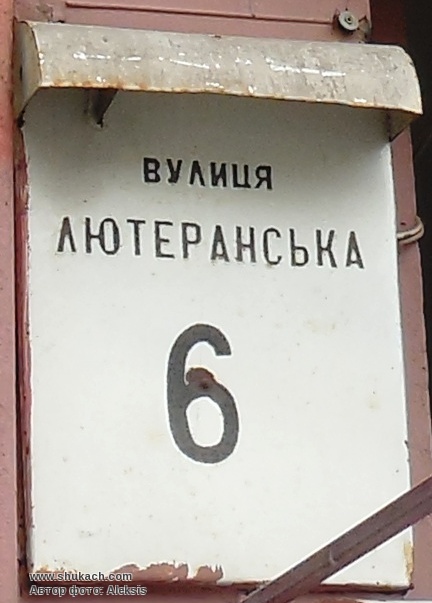 ВУЛИЦЯ
ЛЮТЕРАНСЬКА
6
www.shukach.com
Автор фото: Aleksis